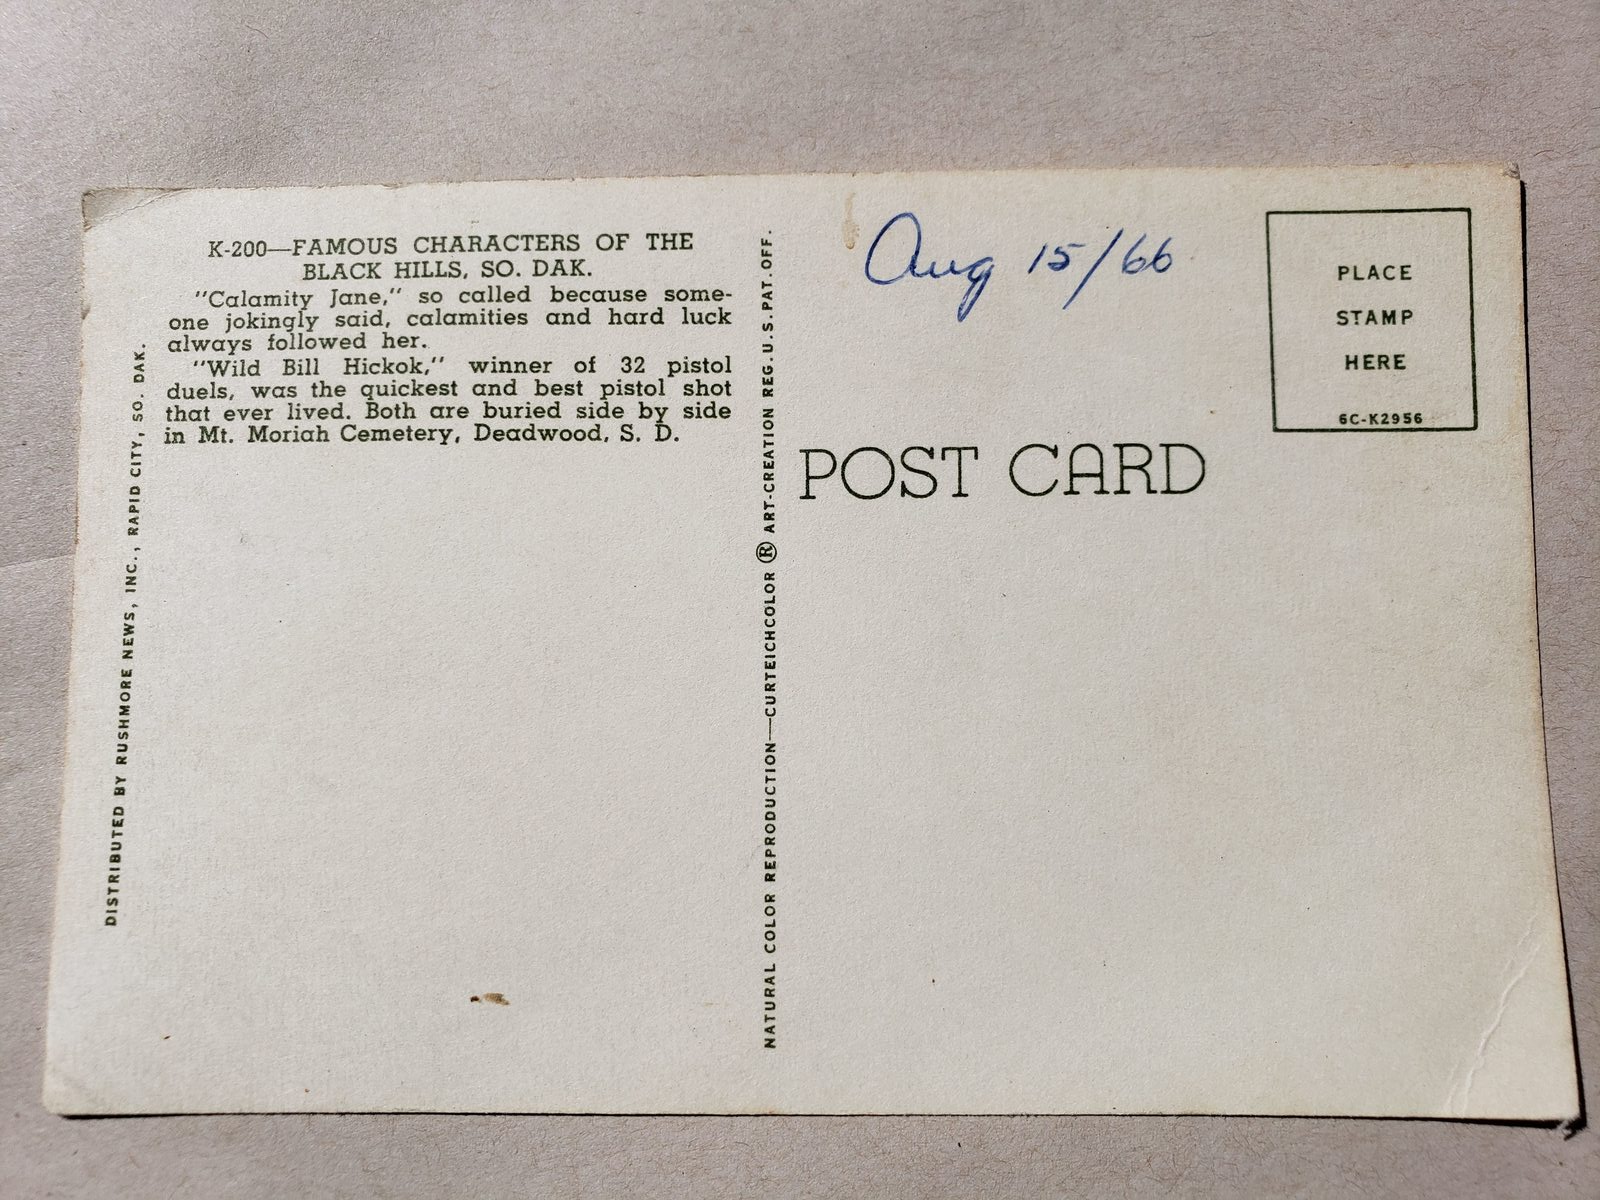 K-200—FAMOUS CHARACTERS OF THE
BLACK HILLS, SO. DAK.
"Calamity Jane," so called because some-
one jokingly said, calamities and hard luck
always followed her.
"Wild Bill Hickok," winner of 32 pistol
duels, was the quickest and best pistol shot
that ever lived. Both are buried side by side
in Mt. Moriah Cemetery, Deadwood, S. D.
DISTRIBUTED BY RUSHMORE NEWS, INC., RAPID CITY, SO. DAK.
NATURAL COLOR REPRODUCTION—CURTEICHCOLOR ® ART-CREATION REG. U.S. PAT. OFF.
Aug 15/66
POST CARD
PLACE
STAMP
HERE
6C-K2956